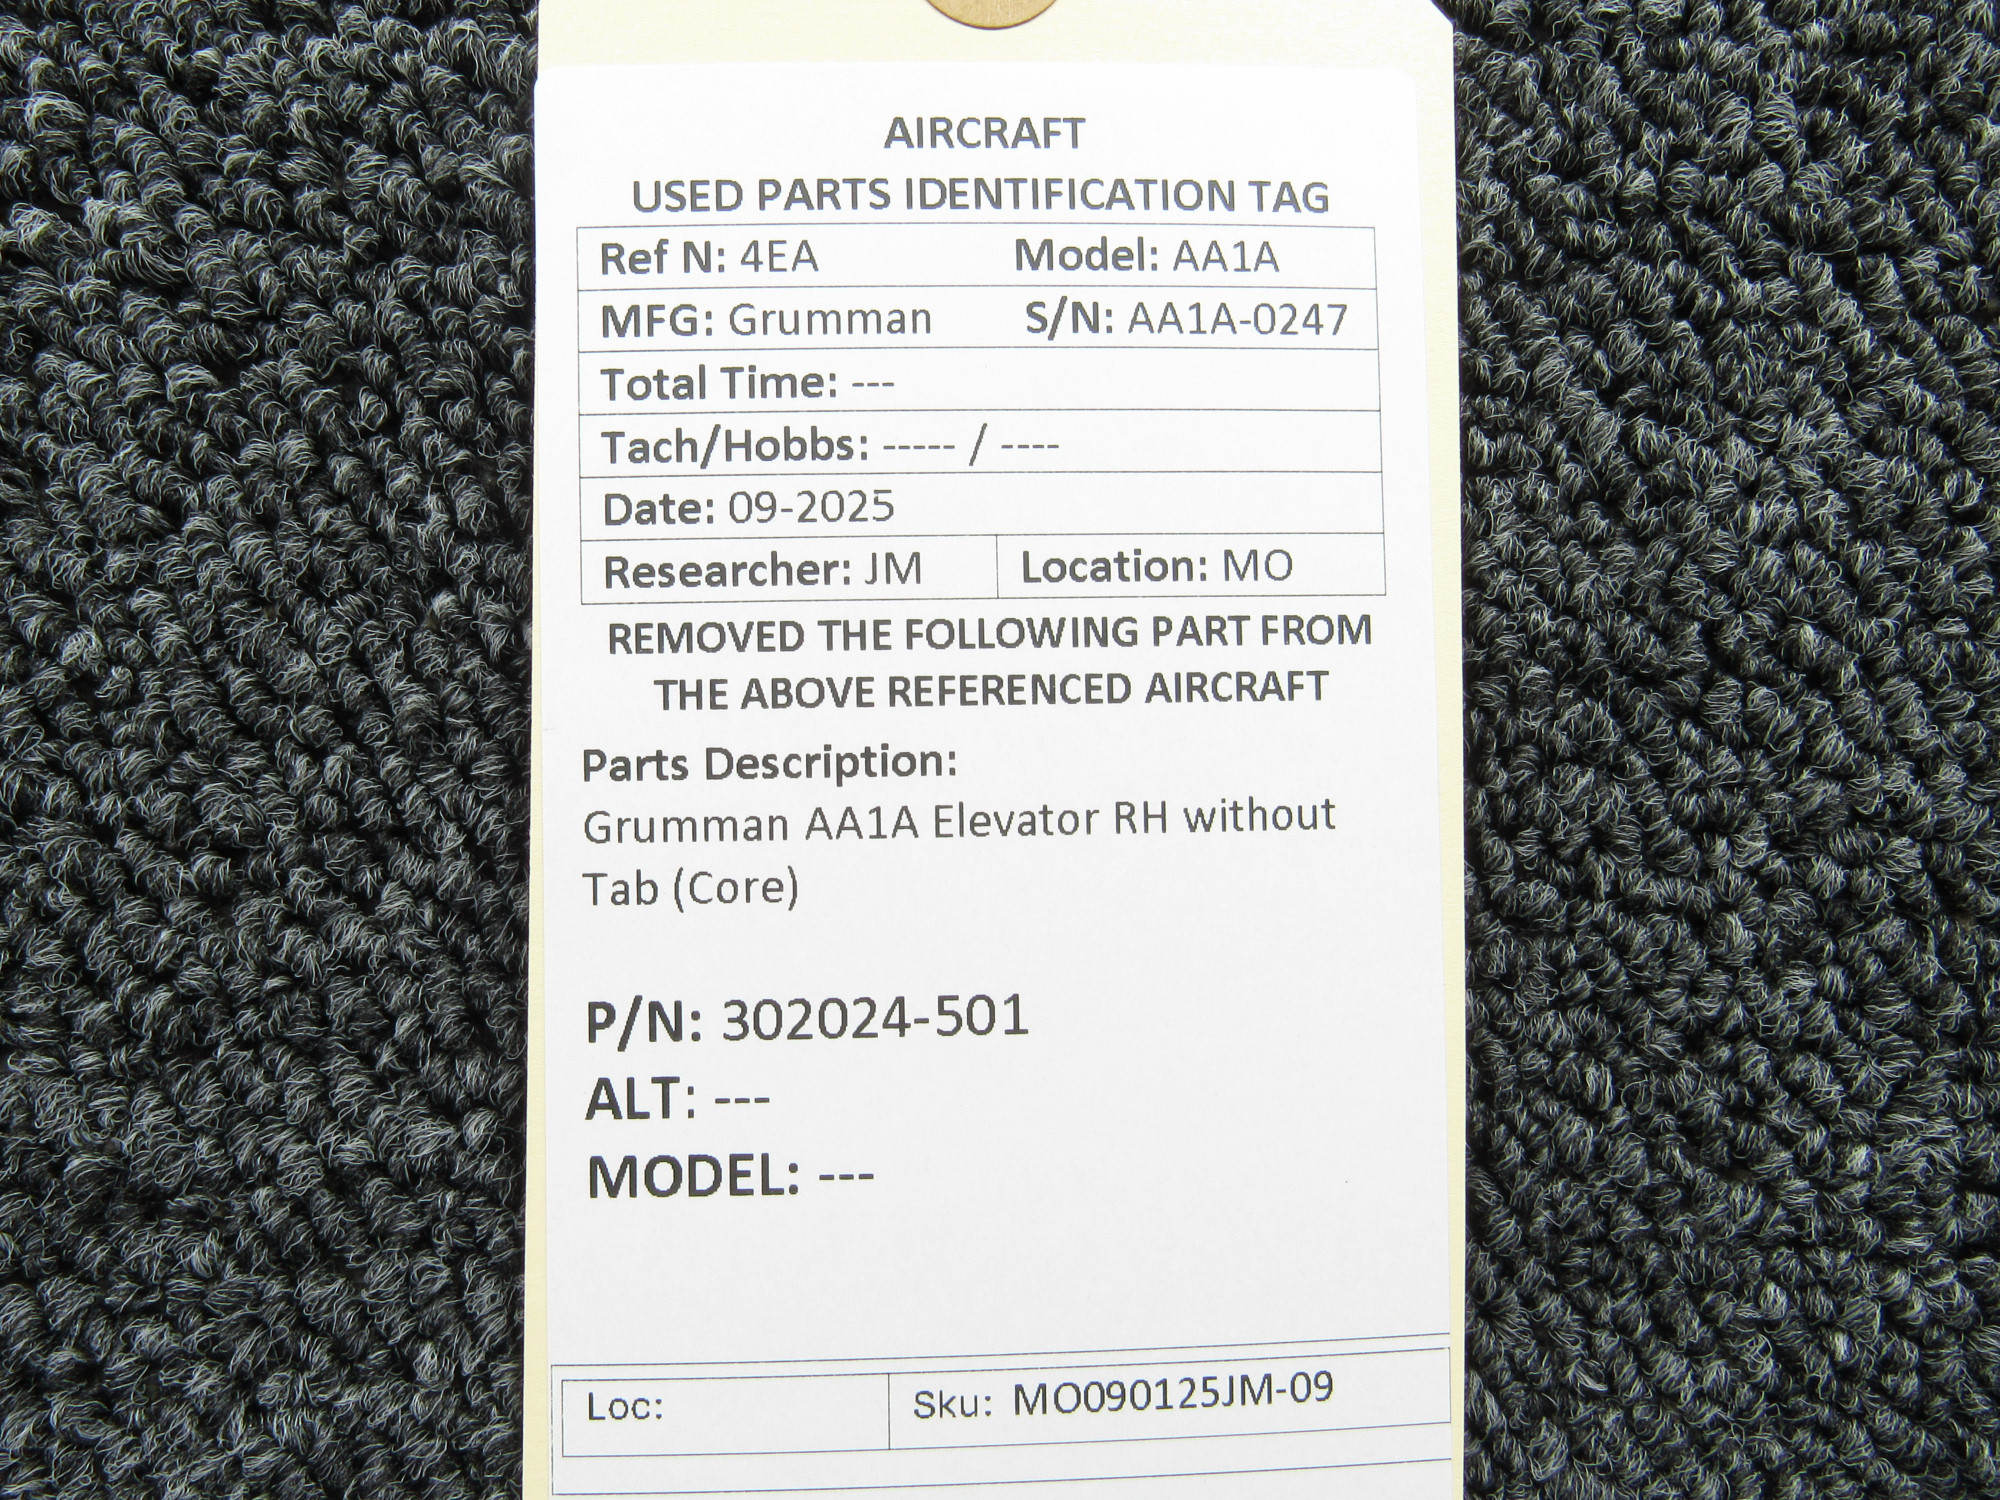 AIRCRAFT
USED PARTS IDENTIFICATION TAG
Ref N: 4EA Model: AA1A
MFG: Grumman S/N: AA1A-0247
Total Time: ---
Tach/Hobbs: ----- / ----
Date: 09-2025
Researcher: JM Location: MO
REMOVED THE FOLLOWING PART FROM
THE ABOVE REFERENCED AIRCRAFT
Parts Description:
Grumman AA1A Elevator RH without
Tab (Core)
P/N: 302024-501
ALT: ---
MODEL: ---
Loc: Sku: MO090125JM-09